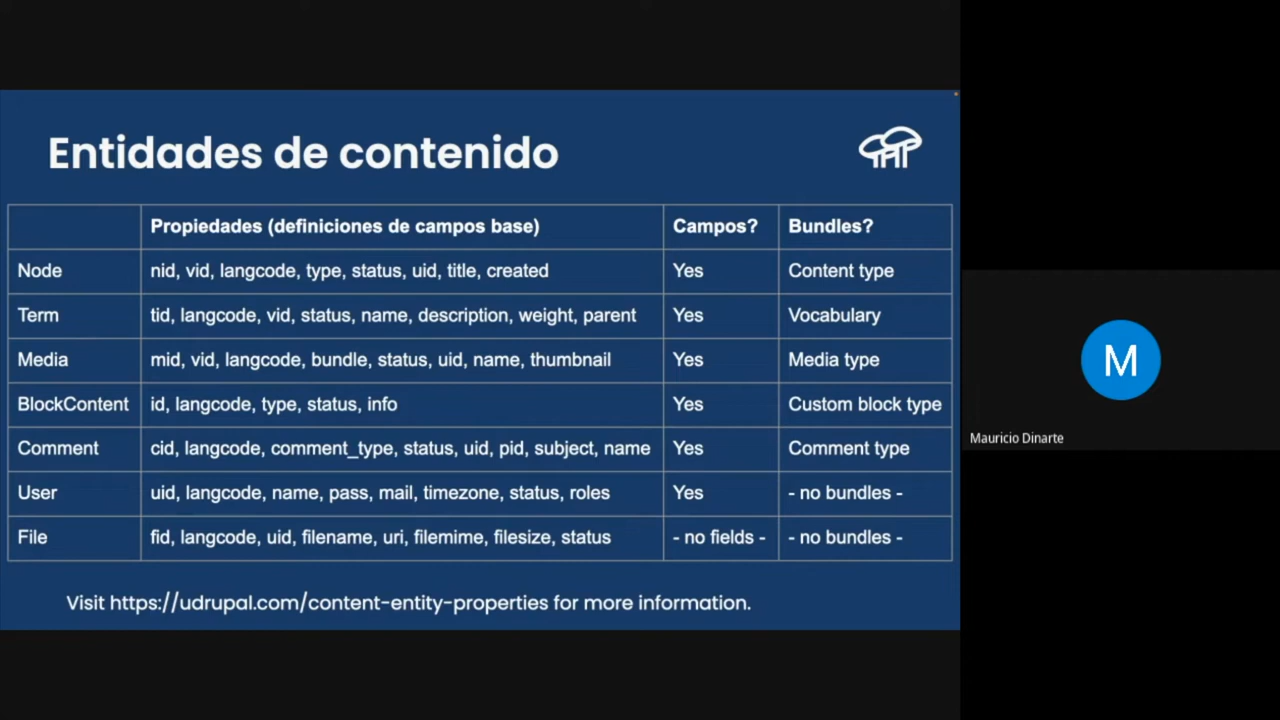 Entidades de contenido
Propiedades (definiciones de campos base) Campos? Bundles?
Node nid, vid, langcode, type, status, uid, title, created Yes Content type
Term tid, langcode, vid, status, name, description, weight, parent Yes Vocabulary
Media mid, vid, langcode, bundle, status, uid, name, thumbnail Yes Media type
BlockContent id, langcode, type, status, info Yes Custom block type
Comment cid, langcode, comment_type, status, uid, pid, subject, name Yes Comment type
User uid, langcode, name, pass, mail, timezone, status, roles Yes - no bundles -
File fid, langcode, uid, filename, uri, filemime, filesize, status - no fields - - no bundles -
Visit https://udrupal.com/content-entity-properties for more information.
M
Mauricio Dinarte